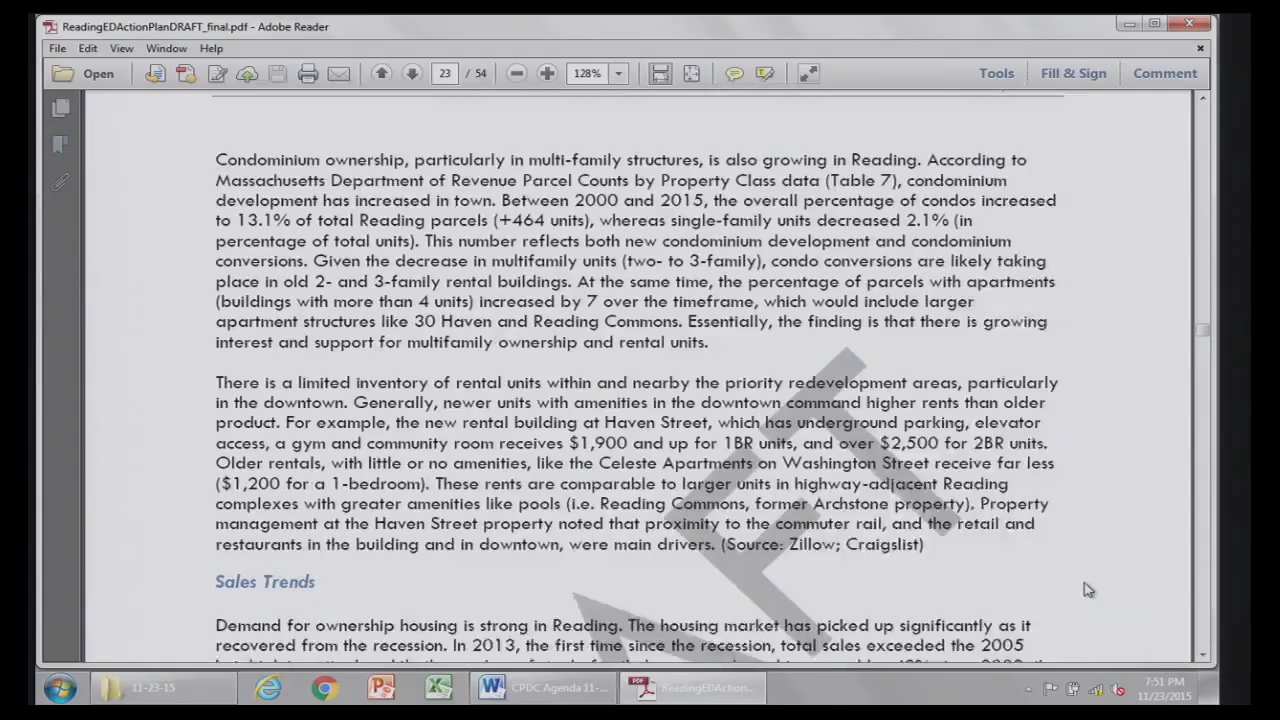 ReadingEDActionPlanDRAFT_final.pdf - Adobe Reader
File Edit View Window Help
Open 23 / 54 128% Tools Fill & Sign Comment
Condominium ownership, particularly in multi-family structures, is also growing in Reading. According to
Massachusetts Department of Revenue Parcel Counts by Property Class data (Table 7), condominium
development has increased in town. Between 2000 and 2015, the overall percentage of condos increased
to 13.1% of total Reading parcels (+464 units), whereas single-family units decreased 2.1% (in
percentage of total units). This number reflects both new condominium development and condominium
conversions. Given the decrease in multifamily units (two- to 3-family), condo conversions are likely taking
place in old 2- and 3-family rental buildings. At the same time, the percentage of parcels with apartments
(buildings with more than 4 units) increased by 7 over the timeframe, which would include larger
apartment structures like 30 Haven and Reading Commons. Essentially, the finding is that there is growing
interest and support for multifamily ownership and rental units.
There is a limited inventory of rental units within and nearby the priority redevelopment areas, particularly
in the downtown. Generally, newer units with amenities in the downtown command higher rents than older
product. For example, the new rental building at Haven Street, which has underground parking, elevator
access, a gym and community room receives $1,900 and up for 1BR units, and over $2,500 for 2BR units.
Older rentals, with little or no amenities, like the Celeste Apartments on Washington Street receive far less
($1,200 for a 1-bedroom). These rents are comparable to larger units in highway-adjacent Reading
complexes with greater amenities like pools (i.e. Reading Commons, former Archstone property). Property
management at the Haven Street property noted that proximity to the commuter rail, and the retail and
restaurants in the building and in downtown, were main drivers. (Source: Zillow; Craigslist)
Sales Trends
Demand for ownership housing is strong in Reading. The housing market has picked up significantly as it
recovered from the recession. In 2013, the first time since the recession, total sales exceeded the 2005
11-23-15 CPDC Agenda 11-... ReadingEDAction... 7:51 PM
11/23/2015